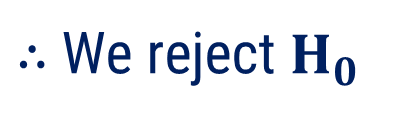 ∴ We reject H₀